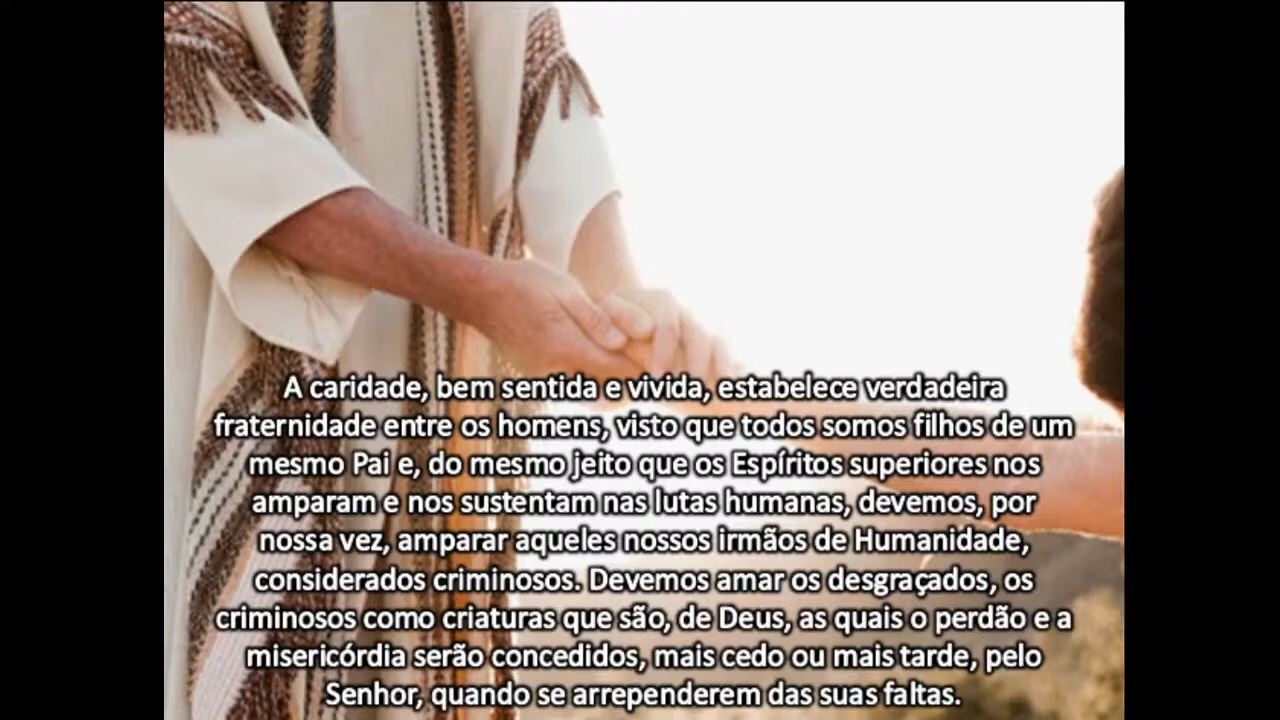 A caridade, bem sentida e vivida, estabelece verdadeira
fraternidade entre os homens, visto que todos somos filhos de um
mesmo Pai e, do mesmo jeito que os Espíritos superiores nos
amparam e nos sustentam nas lutas humanas, devemos, por
nossa vez, amparar aqueles nossos irmãos de Humanidade,
considerados criminosos. Devemos amar os desgraçados, os
criminosos como criaturas que são, de Deus, as quais o perdão e a
misericórdia serão concedidos, mais cedo ou mais tarde, pelo
Senhor, quando se arrependerem das suas faltas.